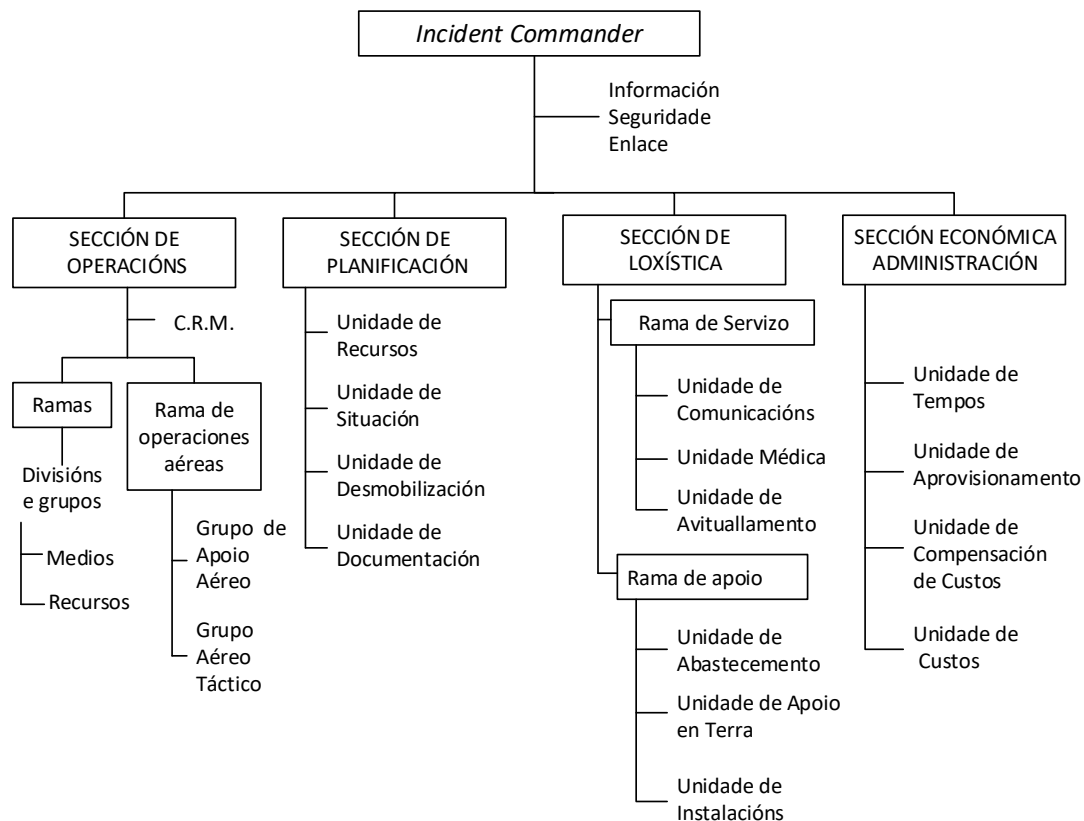 Incident Commander
Información
Seguridade
Enlace
SECCIÓN DE
OPERACIÓNS
C.R.M.
Ramas
Divisións
e grupos
Medios
Recursos
Rama de
operaciones
aéreas
Grupo de
Apoio
Aéreo
Grupo
Aéreo
Táctico
SECCIÓN DE
PLANIFICACIÓN
Unidade de
Recursos
Unidade de
Situación
Unidade de
Desmobilización
Unidade de
Documentación
SECCIÓN DE
LOXÍSTICA
Rama de Servizo
Unidade de
Comunicacións
Unidade Médica
Unidade de
Avituallamento
Rama de apoio
Unidade de
Abastecemento
Unidade de Apoio
en Terra
Unidade de
Instalacións
SECCIÓN ECONÓMICA
ADMINISTRACIÓN
Unidade de
Tempos
Unidade de
Aprovisionamento
Unidade de
Compensación
de Custos
Unidade de
Custos